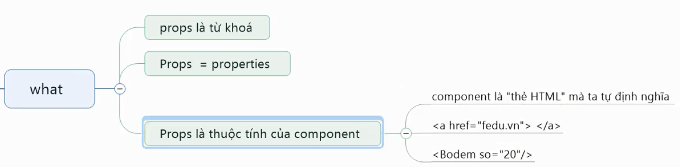 what
props là từ khoá
Props = properties
Props là thuộc tính của component
component là "thẻ HTML" mà ta tự định nghĩa
<a href="fedu.vn"> </a>
<Bodem so="20"/>